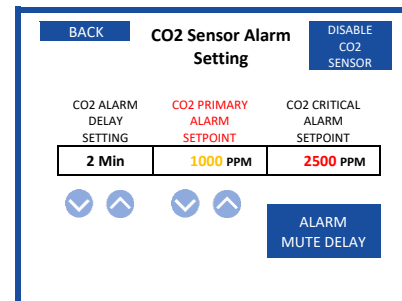 BACK
CO2 Sensor Alarm
Setting
DISABLE
CO2
SENSOR
CO2 ALARM
DELAY
SETTING
CO2 PRIMARY
ALARM
SETPOINT
CO2 CRITICAL
ALARM
SETPOINT
2 Min
1000 PPM
2500 PPM
ALARM
MUTE DELAY